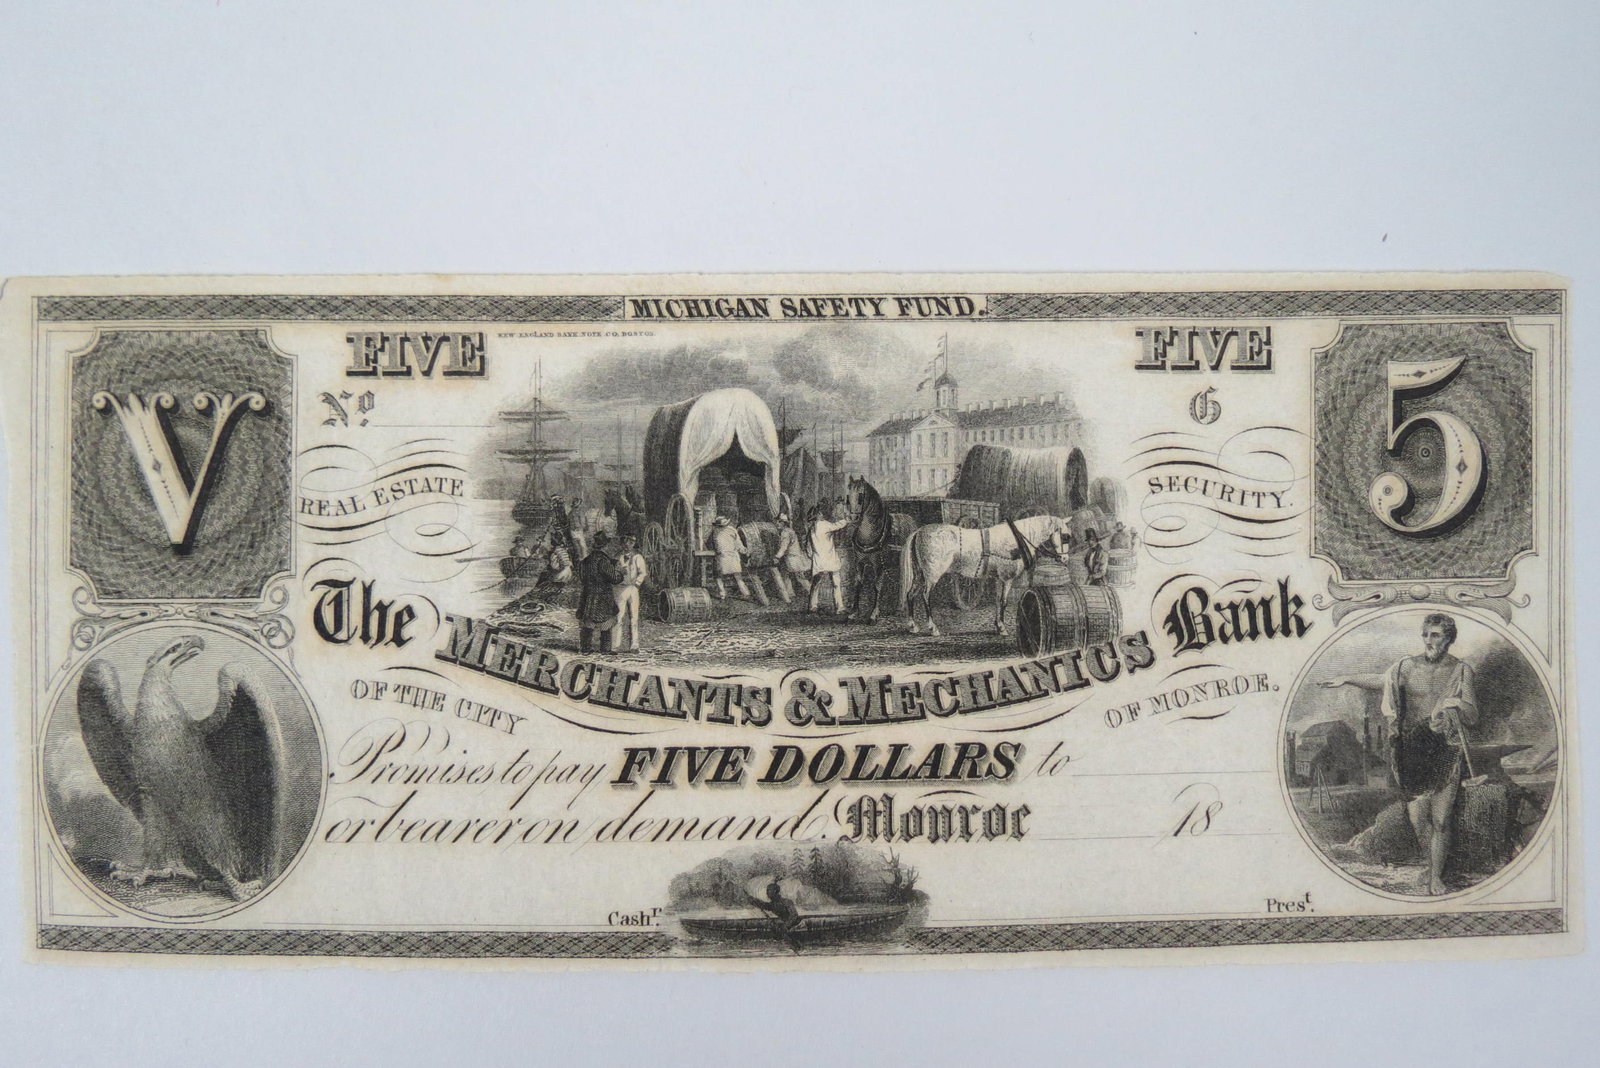 MICHIGAN SAFETY FUND.
FIVE
NEW ENGLAND BANK NOTE CO. BOSTON.
FIVE
V
Nº
G
5
REAL ESTATE
SECURITY.
The MERCHANTS & MECHANICS Bank
OF THE CITY
OF MONROE.
Promises to pay FIVE DOLLARS to
or bearer on demand. Monroe 18
Cashr.
Prest.